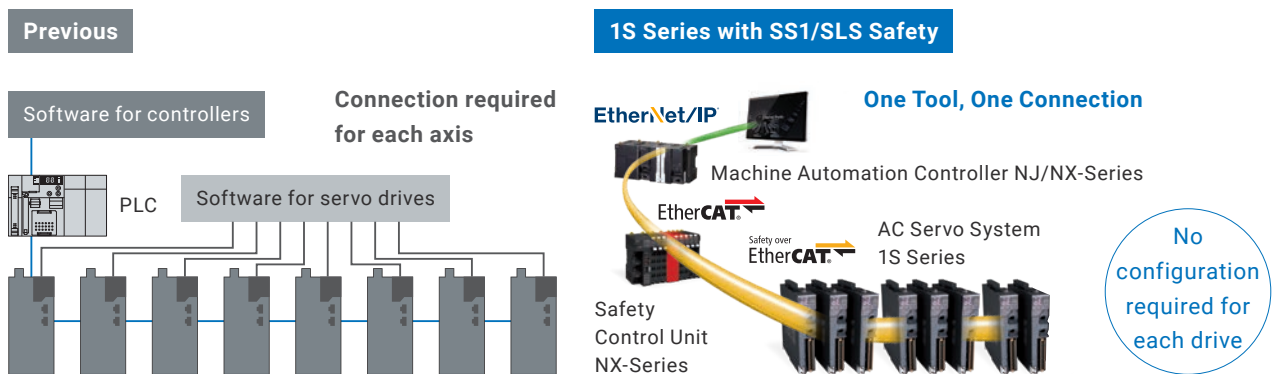 Previous
Software for controllers
Connection required
for each axis
PLC
Software for servo drives
1S Series with SS1/SLS Safety
EtherNet/IP
One Tool, One Connection
Machine Automation Controller NJ/NX-Series
EtherCAT®
Safety over
EtherCAT®
AC Servo System
1S Series
Safety
Control Unit
NX-Series
No
configuration
required for
each drive